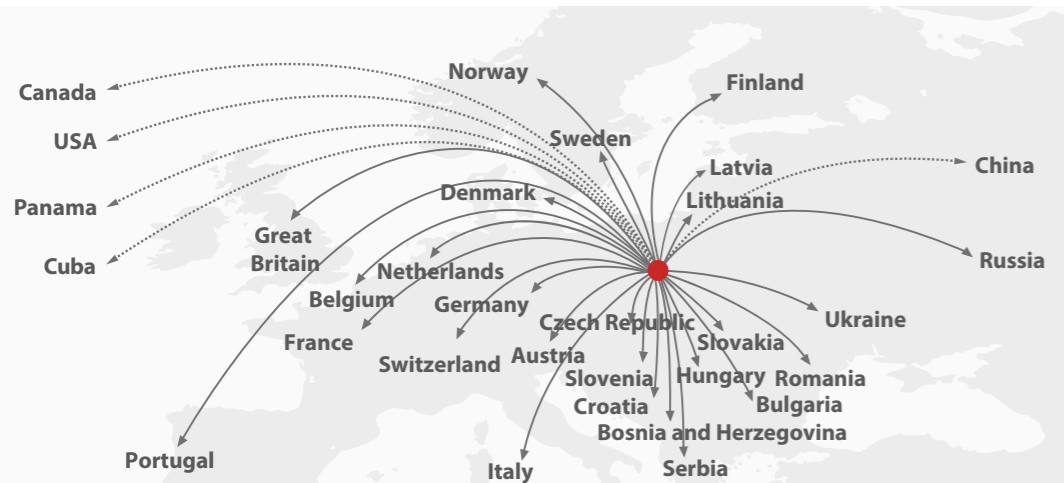 Norway
Finland
Canada
USA
Sweden
Latvia
China
Denmark
Lithuania
Panama
Great
Britain
Cuba
Netherlands
Russia
Belgium
Germany
Czech Republic
Ukraine
France
Switzerland
Austria
Slovakia
Slovenia
Hungary
Romania
Croatia
Bulgaria
Bosnia and Herzegovina
Portugal
Italy
Serbia